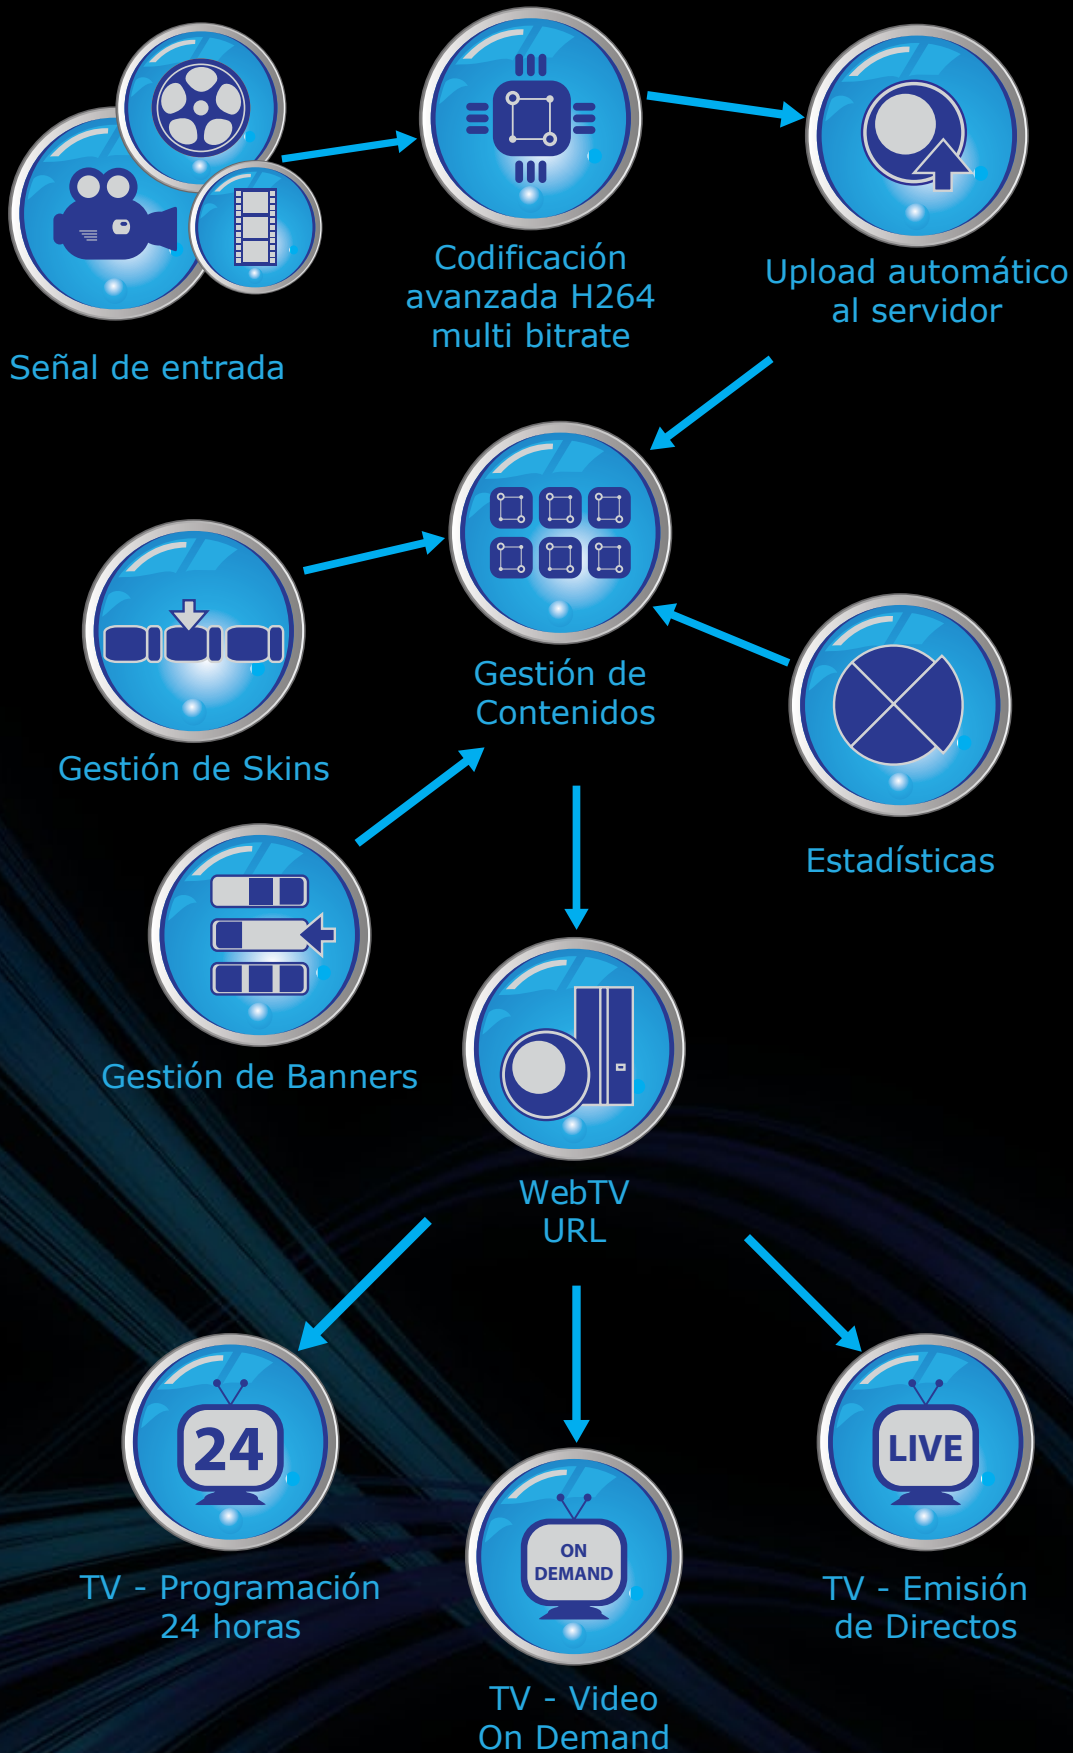 Señal de entrada
Codificación
avanzada H264
multi bitrate
Upload automático
al servidor
Gestión de
Contenidos
Gestión de Skins
Estadísticas
Gestión de Banners
WebTV
URL
24
TV - Programación
24 horas
ON
DEMAND
TV - Video
On Demand
LIVE
TV - Emisión
de Directos